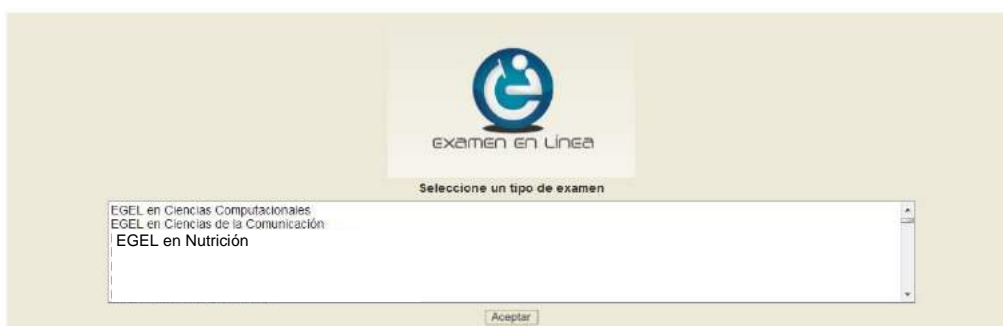 examen en Línea
Seleccione un tipo de examen
EGEL en Ciencias Computacionales
EGEL en Ciencias de la Comunicación
EGEL en Nutrición
Aceptar